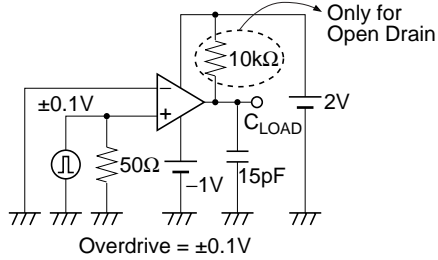 Only for
Open Drain
10kΩ
±0.1V
−
+
2V
C_LOAD
50Ω
−1V
15pF
Overdrive = ±0.1V